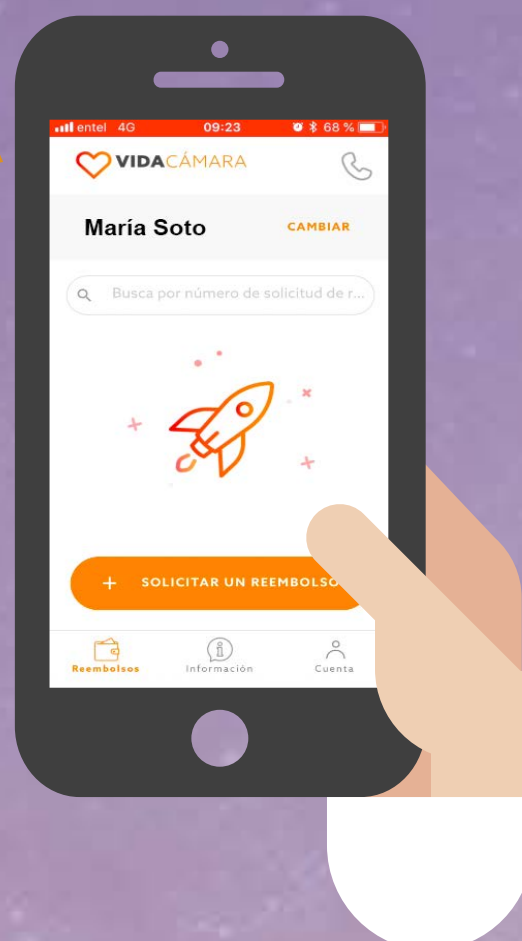 entel 4G 09:23 68 %
VIDACÁMARA
María Soto CAMBIAR
Busca por número de solicitud de r...
+ SOLICITAR UN REEMBOLSO
Reembolsos Información Cuenta